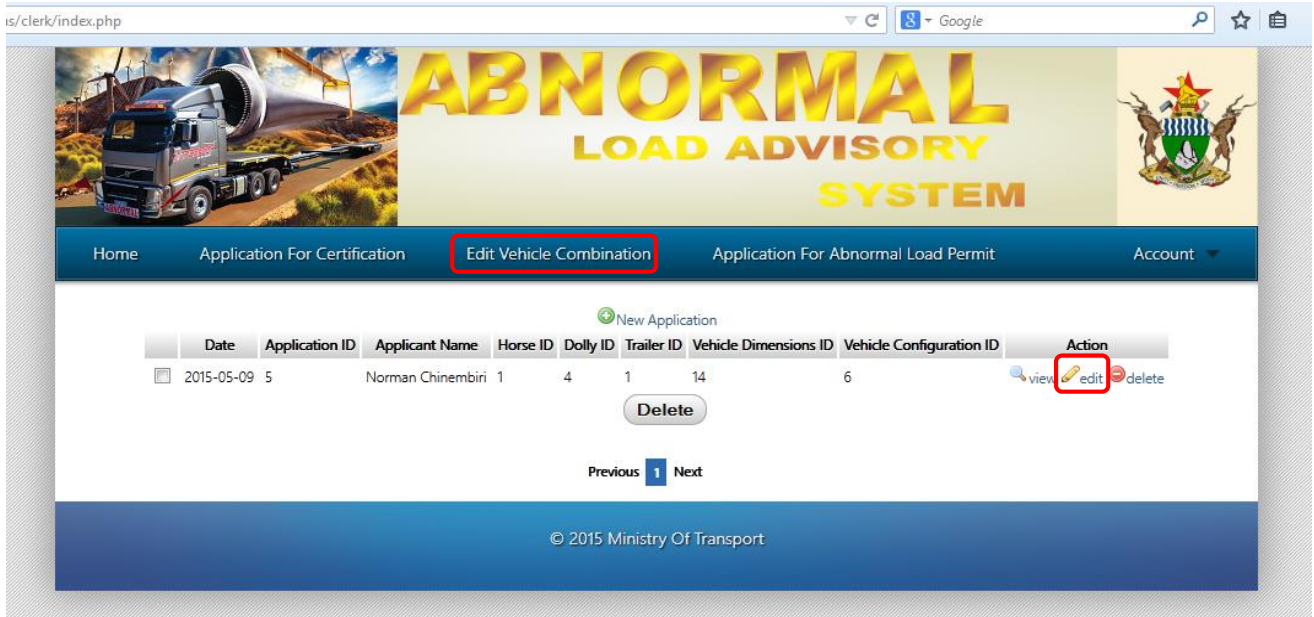 ns/clerk/index.php
Google
ABNORMAL
LOAD ADVISORY
SYSTEM
Home Application For Certification Edit Vehicle Combination Application For Abnormal Load Permit Account
New Application
Date Application ID Applicant Name Horse ID Dolly ID Trailer ID Vehicle Dimensions ID Vehicle Configuration ID Action
2015-05-09 5 Norman Chinembiri 1 4 1 14 6 view edit delete
Delete
Previous 1 Next
© 2015 Ministry Of Transport